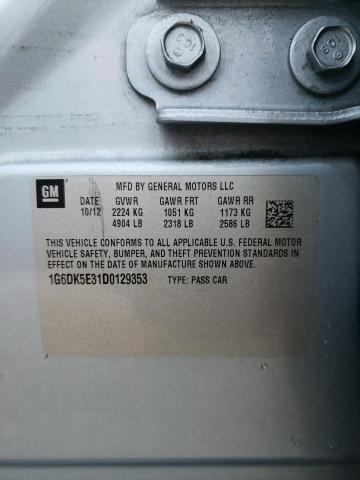 GM
MFD BY GENERAL MOTORS LLC
DATE GVWR GAWR FRT GAWR RR
10/12 2224 KG 1051 KG 1173 KG
4904 LB 2318 LB 2586 LB
THIS VEHICLE CONFORMS TO ALL APPLICABLE U.S. FEDERAL MOTOR
VEHICLE SAFETY, BUMPER, AND THEFT PREVENTION STANDARDS IN
EFFECT ON THE DATE OF MANUFACTURE SHOWN ABOVE.
1G6DK5E31D0129353 TYPE: PASS CAR